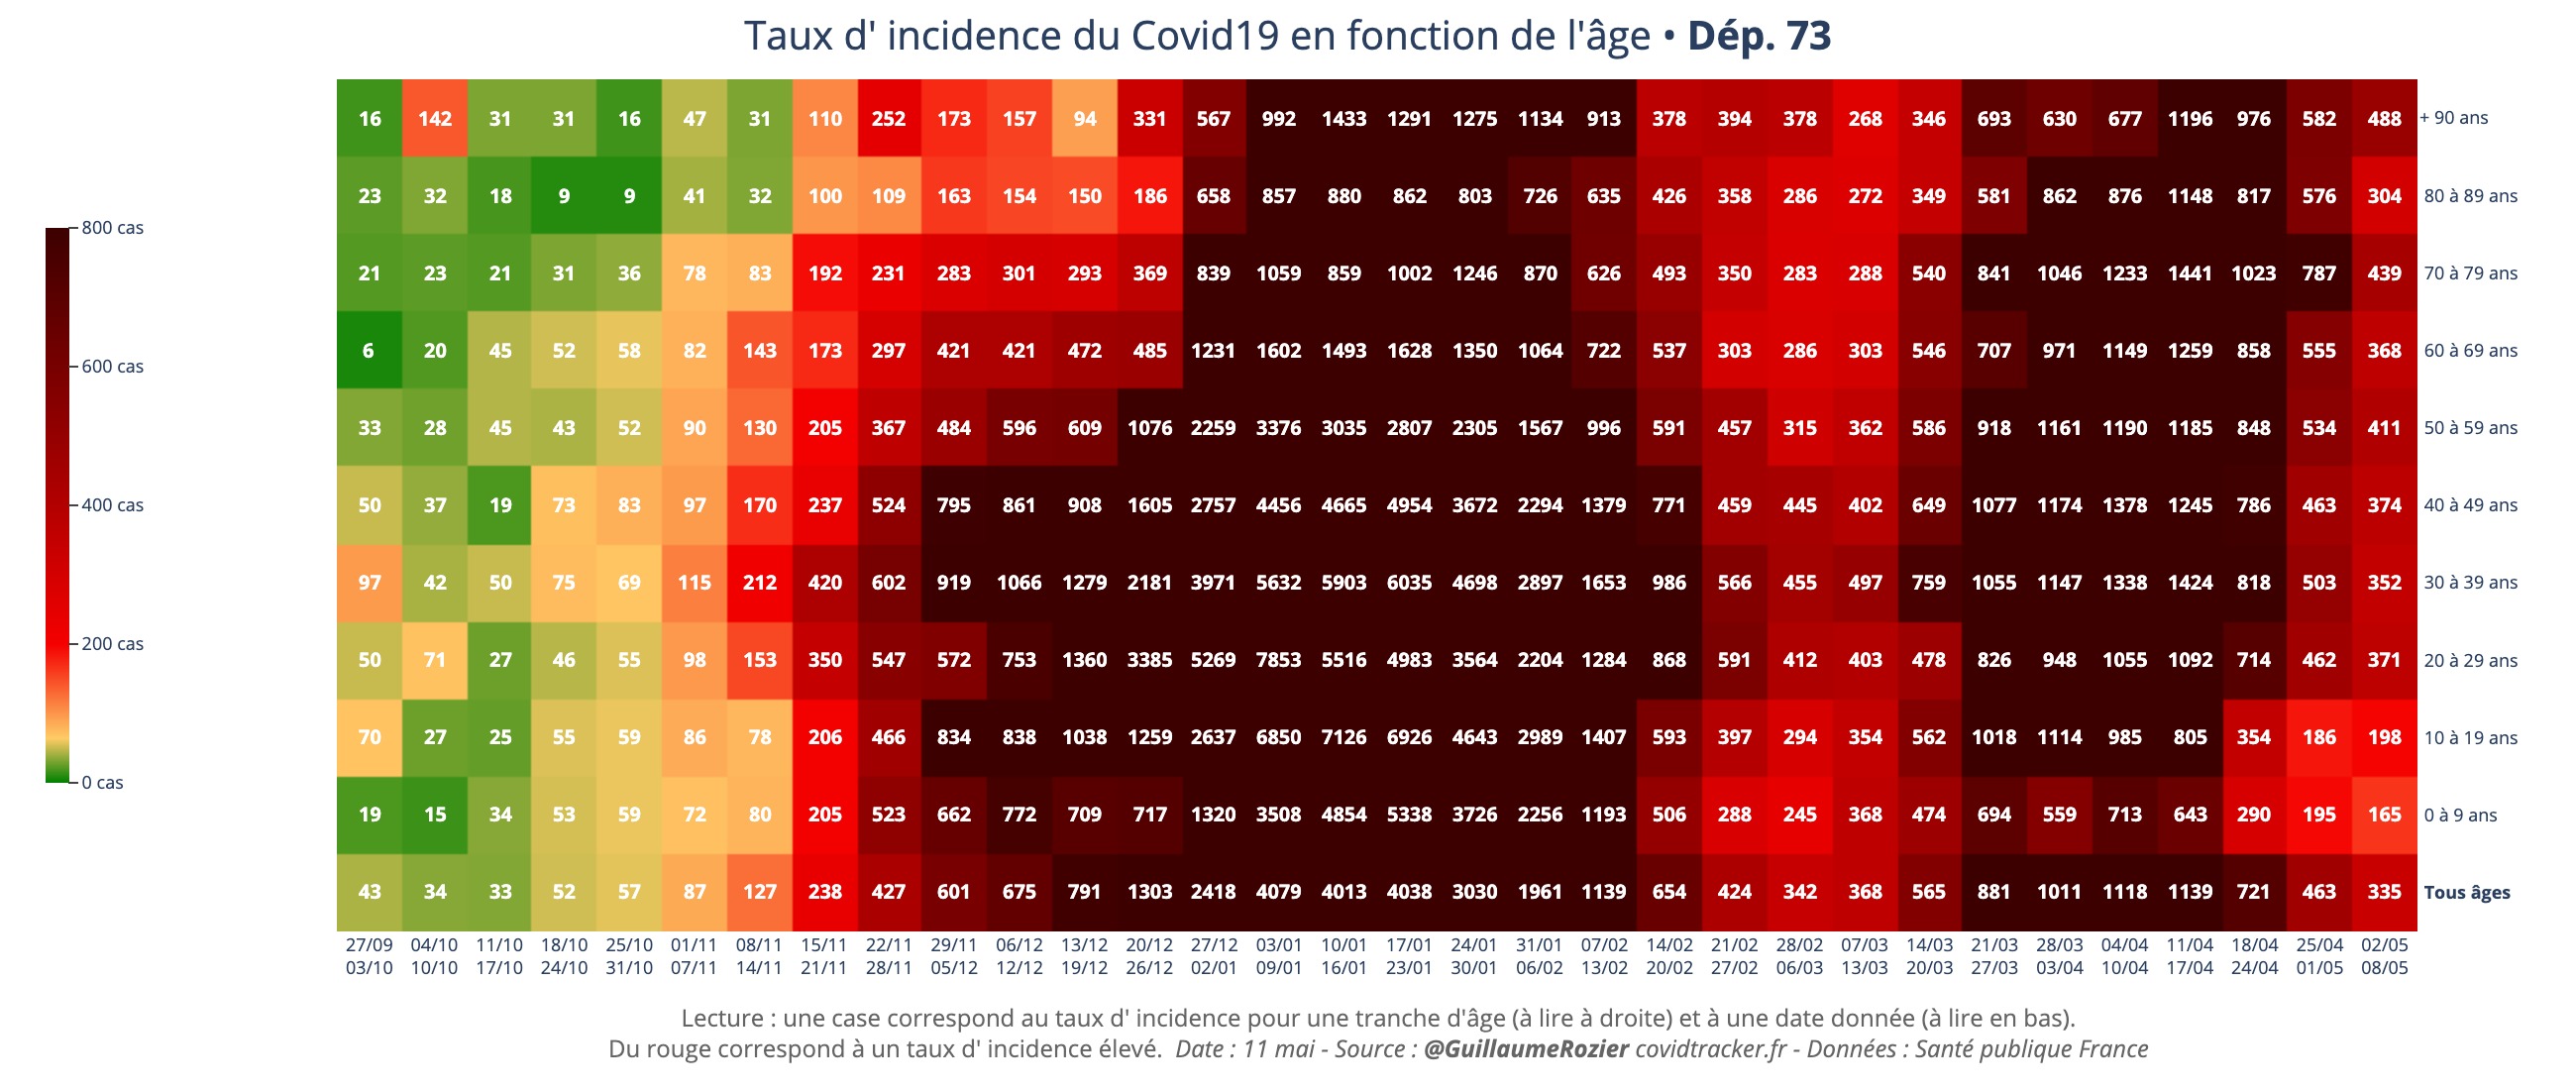 Taux d' incidence du Covid19 en fonction de l'âge • Dép. 73
800 cas
600 cas
400 cas
200 cas
0 cas
16 142 31 31 16 47 31 110 252 173 157 94 331 567 992 1433 1291 1275 1134 913 378 394 378 268 346 693 630 677 1196 976 582 488 + 90 ans
23 32 18 9 9 41 32 100 109 163 154 150 186 658 857 880 862 803 726 635 426 358 286 272 349 581 862 876 1148 817 576 304 80 à 89 ans
21 23 21 31 36 78 83 192 231 283 301 293 369 839 1059 859 1002 1246 870 626 493 350 283 288 540 841 1046 1233 1441 1023 787 439 70 à 79 ans
6 20 45 52 58 82 143 173 297 421 421 472 485 1231 1602 1493 1628 1350 1064 722 537 303 286 303 546 707 971 1149 1259 858 555 368 60 à 69 ans
33 28 45 43 52 90 130 205 367 484 596 609 1076 2259 3376 3035 2807 2305 1567 996 591 457 315 362 586 918 1161 1190 1185 848 534 411 50 à 59 ans
50 37 19 73 83 97 170 237 524 795 861 908 1605 2757 4456 4665 4954 3672 2294 1379 771 459 445 402 649 1077 1174 1378 1245 786 463 374 40 à 49 ans
97 42 50 75 69 115 212 420 602 919 1066 1279 2181 3971 5632 5903 6035 4698 2897 1653 986 566 455 497 759 1055 1147 1338 1424 818 503 352 30 à 39 ans
50 71 27 46 55 98 153 350 547 572 753 1360 3385 5269 7853 5516 4983 3564 2204 1284 868 591 412 403 478 826 948 1055 1092 714 462 371 20 à 29 ans
70 27 25 55 59 86 78 206 466 834 838 1038 1259 2637 6850 7126 6926 4643 2989 1407 593 397 294 354 562 1018 1114 985 805 354 186 198 10 à 19 ans
19 15 34 53 59 72 80 205 523 662 772 709 717 1320 3508 4854 5338 3726 2256 1193 506 288 245 368 474 694 559 713 643 290 195 165 0 à 9 ans
43 34 33 52 57 87 127 238 427 601 675 791 1303 2418 4079 4013 4038 3030 1961 1139 654 424 342 368 565 881 1011 1118 1139 721 463 335 Tous âges
27/09 04/10 11/10 18/10 25/10 01/11 08/11 15/11 22/11 29/11 06/12 13/12 20/12 27/12 03/01 10/01 17/01 24/01 31/01 07/02 14/02 21/02 28/02 07/03 14/03 21/03 28/03 04/04 11/04 18/04 25/04 02/05
03/10 10/10 17/10 24/10 31/10 07/11 14/11 21/11 28/11 05/12 12/12 19/12 26/12 02/01 09/01 16/01 23/01 30/01 06/02 13/02 20/02 27/02 06/03 13/03 20/03 27/03 03/04 10/04 17/04 24/04 01/05 08/05
Lecture : une case correspond au taux d' incidence pour une tranche d'âge (à lire à droite) et à une date donnée (à lire en bas).
Du rouge correspond à un taux d' incidence élevé. Date : 11 mai - Source : @GuillaumeRozier covidtracker.fr - Données : Santé publique France